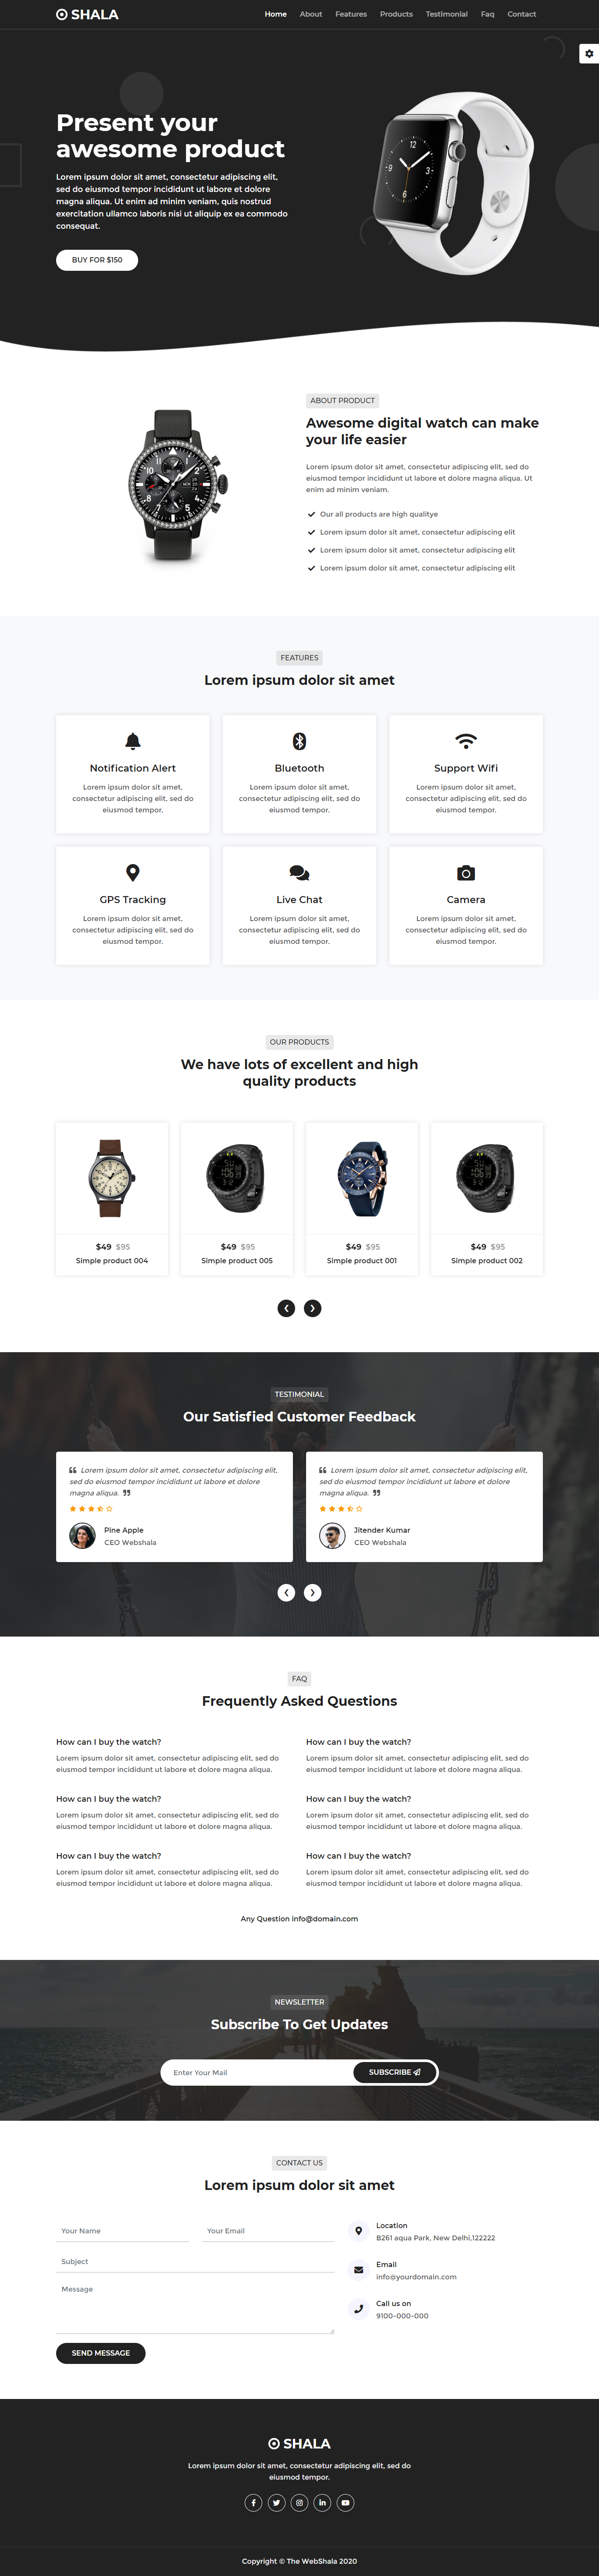 SHALA
Home About Features Products Testimonial Faq Contact
Present your
awesome product
Lorem ipsum dolor sit amet, consectetur adipiscing elit,
sed do eiusmod tempor incididunt ut labore et dolore
magna aliqua. Ut enim ad minim veniam, quis nostrud
exercitation ullamco laboris nisi ut aliquip ex ea commodo
consequat.
BUY FOR $150
ABOUT PRODUCT
Awesome digital watch can make
your life easier
Lorem ipsum dolor sit amet, consectetur adipiscing elit, sed do
eiusmod tempor incididunt ut labore et dolore magna aliqua. Ut
enim ad minim veniam.
Our all products are high qualitye
Lorem ipsum dolor sit amet, consectetur adipiscing elit
Lorem ipsum dolor sit amet, consectetur adipiscing elit
Lorem ipsum dolor sit amet, consectetur adipiscing elit
FEATURES
Lorem ipsum dolor sit amet
Notification Alert
Lorem ipsum dolor sit amet,
consectetur adipiscing elit, sed do
eiusmod tempor.
Bluetooth
Lorem ipsum dolor sit amet,
consectetur adipiscing elit, sed do
eiusmod tempor.
Support Wifi
Lorem ipsum dolor sit amet,
consectetur adipiscing elit, sed do
eiusmod tempor.
GPS Tracking
Lorem ipsum dolor sit amet,
consectetur adipiscing elit, sed do
eiusmod tempor.
Live Chat
Lorem ipsum dolor sit amet,
consectetur adipiscing elit, sed do
eiusmod tempor.
Camera
Lorem ipsum dolor sit amet,
consectetur adipiscing elit, sed do
eiusmod tempor.
OUR PRODUCTS
We have lots of excellent and high
quality products
$49 $95
Simple product 004
$49 $95
Simple product 005
$49 $95
Simple product 001
$49 $95
Simple product 002
TESTIMONIAL
Our Satisfied Customer Feedback
Lorem ipsum dolor sit amet, consectetur adipiscing elit,
sed do eiusmod tempor incididunt ut labore et dolore
magna aliqua.
Pine Apple
CEO Webshala
Lorem ipsum dolor sit amet, consectetur adipiscing elit,
sed do eiusmod tempor incididunt ut labore et dolore
magna aliqua.
Jitender Kumar
CEO Webshala
FAQ
Frequently Asked Questions
How can I buy the watch?
Lorem ipsum dolor sit amet, consectetur adipiscing elit, sed do
eiusmod tempor incididunt ut labore et dolore magna aliqua.
How can I buy the watch?
Lorem ipsum dolor sit amet, consectetur adipiscing elit, sed do
eiusmod tempor incididunt ut labore et dolore magna aliqua.
How can I buy the watch?
Lorem ipsum dolor sit amet, consectetur adipiscing elit, sed do
eiusmod tempor incididunt ut labore et dolore magna aliqua.
How can I buy the watch?
Lorem ipsum dolor sit amet, consectetur adipiscing elit, sed do
eiusmod tempor incididunt ut labore et dolore magna aliqua.
How can I buy the watch?
Lorem ipsum dolor sit amet, consectetur adipiscing elit, sed do
eiusmod tempor incididunt ut labore et dolore magna aliqua.
How can I buy the watch?
Lorem ipsum dolor sit amet, consectetur adipiscing elit, sed do
eiusmod tempor incididunt ut labore et dolore magna aliqua.
Any Question info@domain.com
NEWSLETTER
Subscribe To Get Updates
Enter Your Mail
SUBSCRIBE
CONTACT US
Lorem ipsum dolor sit amet
Your Name
Your Email
Subject
Message
SEND MESSAGE
Location
B261 aqua Park, New Delhi,122222
Email
info@yourdomain.com
Call us on
9100-000-000
SHALA
Lorem ipsum dolor sit amet, consectetur adipiscing elit, sed do
eiusmod tempor.
Copyright © The WebShala 2020